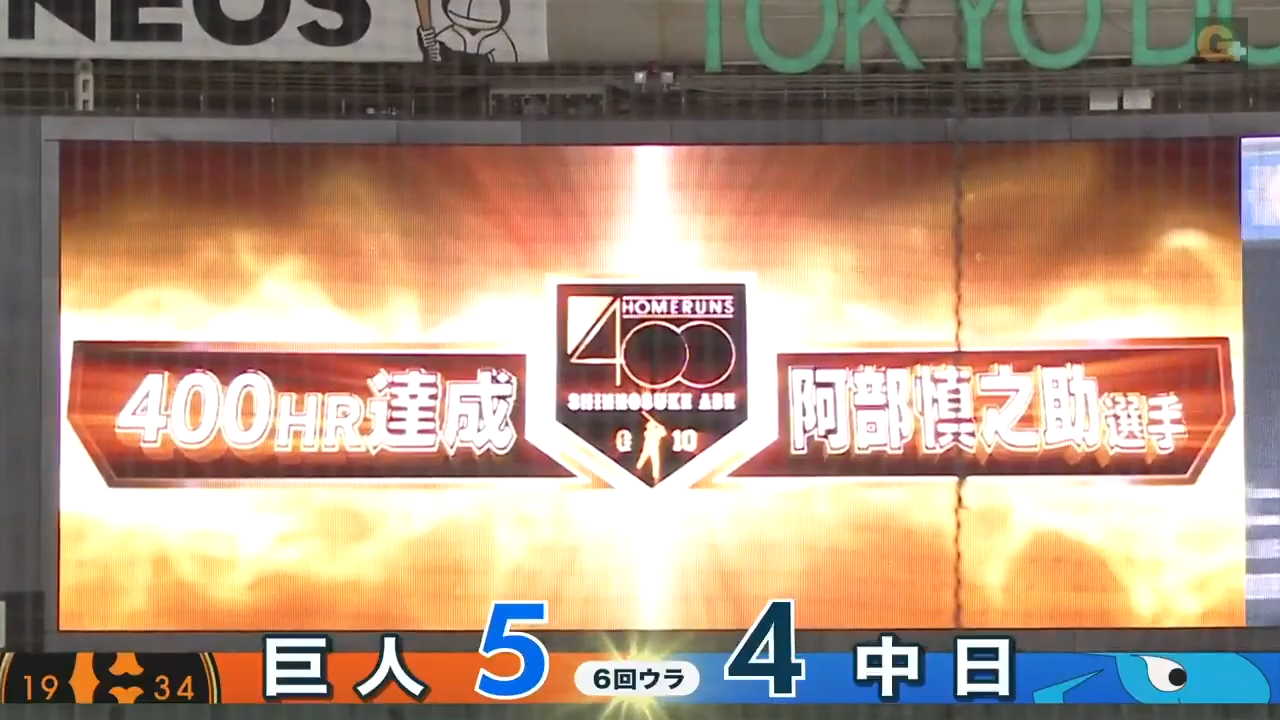 NEOS
TOKYO DO
G+
400 HOMERUNS
SHINNOSUKE ABE
10
400HR達成
阿部慎之助選手
巨人 5 6回ウラ 4 中日
19 34